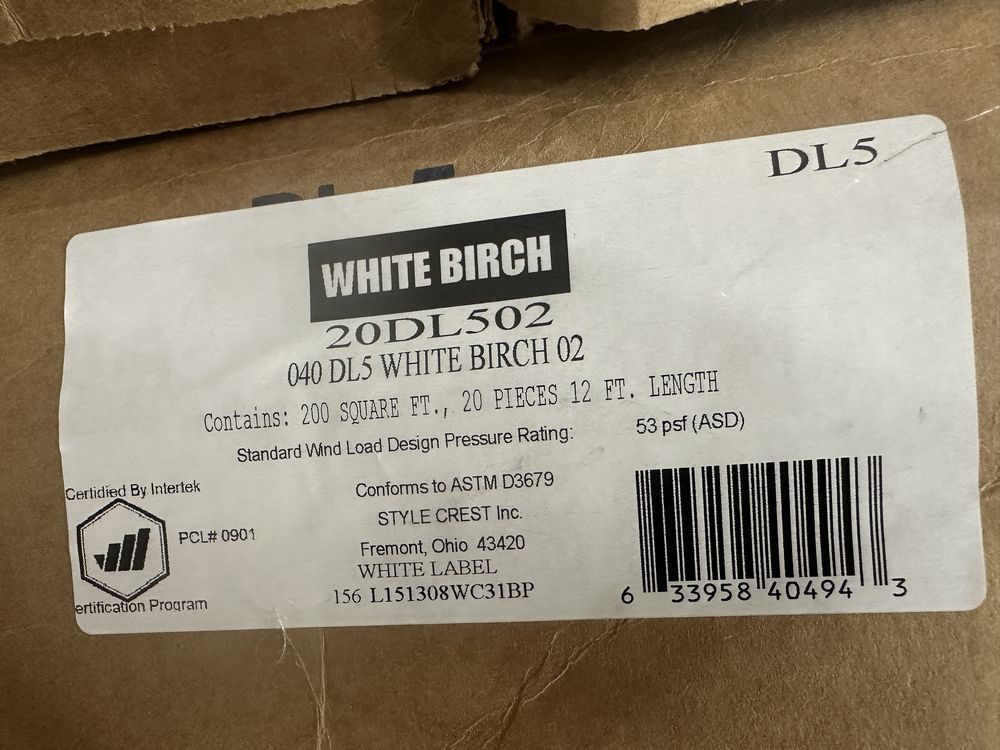 DL5
WHITE BIRCH
20DL502
040 DL5 WHITE BIRCH 02
Contains: 200 SQUARE FT., 20 PIECES 12 FT. LENGTH
Standard Wind Load Design Pressure Rating: 53 psf (ASD)
Certidied By Intertek
PCL# 0901
ertification Program
Conforms to ASTM D3679
STYLE CREST Inc.
Fremont, Ohio 43420
WHITE LABEL
156 L151308WC31BP
6 33958 40494 3